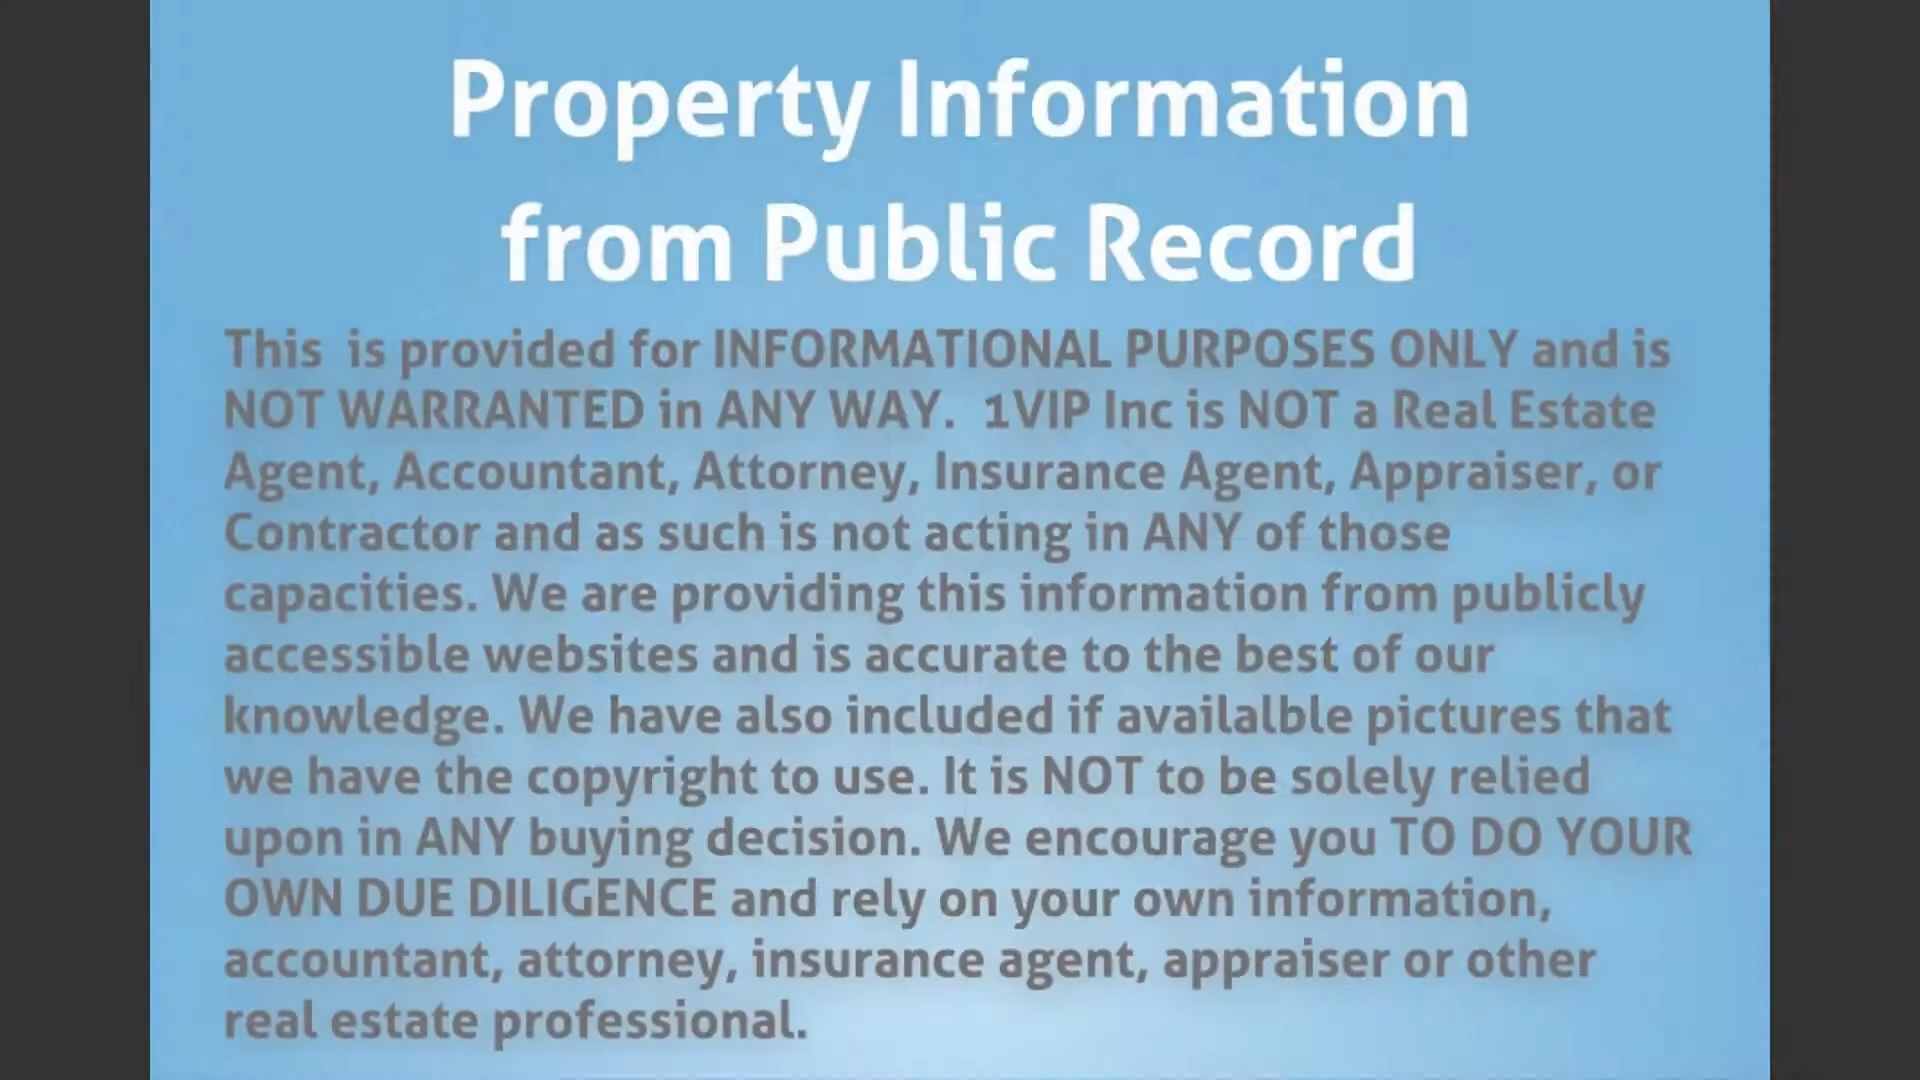 Property Information
from Public Record
This is provided for INFORMATIONAL PURPOSES ONLY and is
NOT WARRANTED in ANY WAY. 1VIP Inc is NOT a Real Estate
Agent, Accountant, Attorney, Insurance Agent, Appraiser, or
Contractor and as such is not acting in ANY of those
capacities. We are providing this information from publicly
accessible websites and is accurate to the best of our
knowledge. We have also included if availalble pictures that
we have the copyright to use. It is NOT to be solely relied
upon in ANY buying decision. We encourage you TO DO YOUR
OWN DUE DILIGENCE and rely on your own information,
accountant, attorney, insurance agent, appraiser or other
real estate professional.